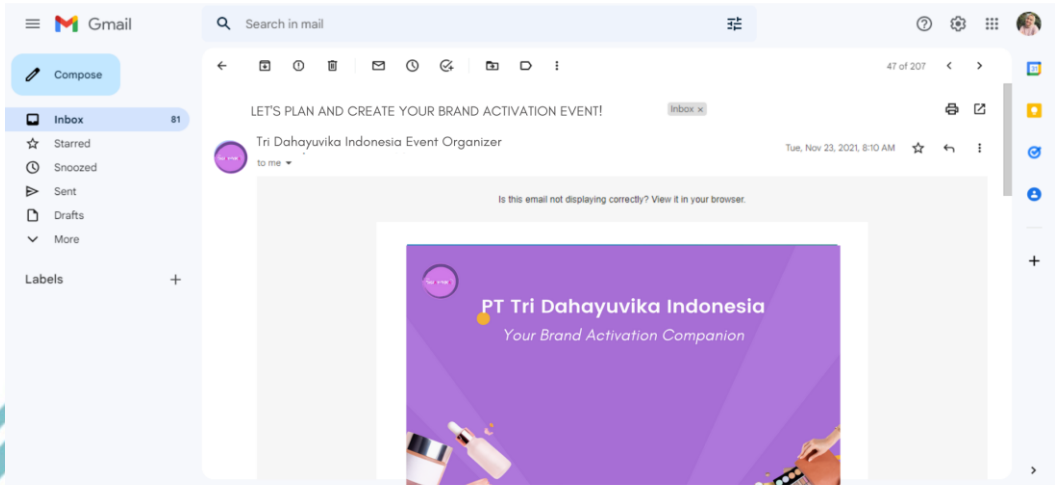 Gmail
Search in mail
Compose
47 of 207
Inbox 81
Starred
Snoozed
Sent
Drafts
More
Labels
LET'S PLAN AND CREATE YOUR BRAND ACTIVATION EVENT!
Inbox x
Tri Dahayuvika Indonesia Event Organizer
Tue, Nov 23, 2021, 8:10 AM
to me
Is this email not displaying correctly? View it in your browser.
PT Tri Dahayuvika Indonesia
Your Brand Activation Companion
31